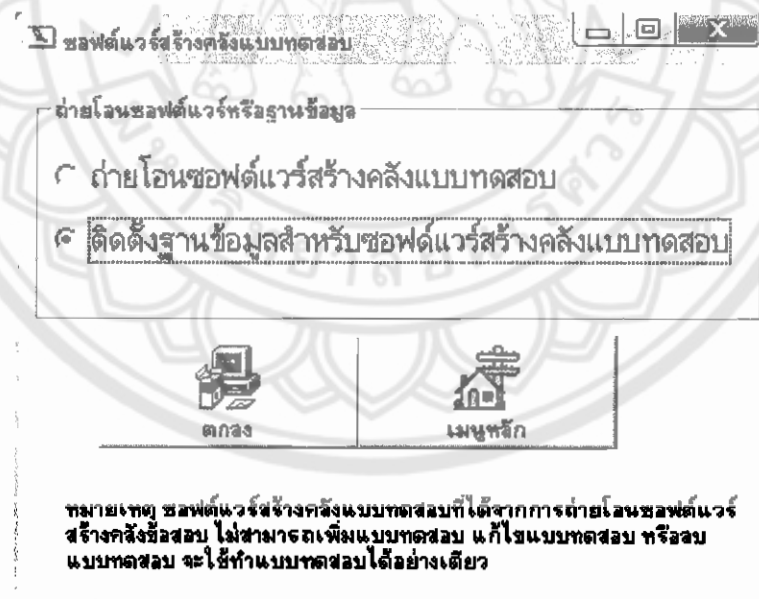 ซอฟต์แวร์สร้างคลังแบบทดสอบ
ถ่ายโอนซอฟต์แวร์หรือฐานข้อมูล
ถ่ายโอนซอฟต์แวร์สร้างคลังแบบทดสอบ
ติดตั้งฐานข้อมูลสำหรับซอฟต์แวร์สร้างคลังแบบทดสอบ
ตกลง
เมนูหลัก
หมายเหตุ ซอฟต์แวร์สร้างคลังแบบทดสอบที่ได้จากการถ่ายโอนซอฟต์แวร์
สร้างคลังข้อสอบ ไม่สามารถเพิ่มแบบทดสอบ แก้ไขแบบทดสอบ หรือลบ
แบบทดสอบ จะใช้ทำแบบทดสอบได้อย่างเดียว